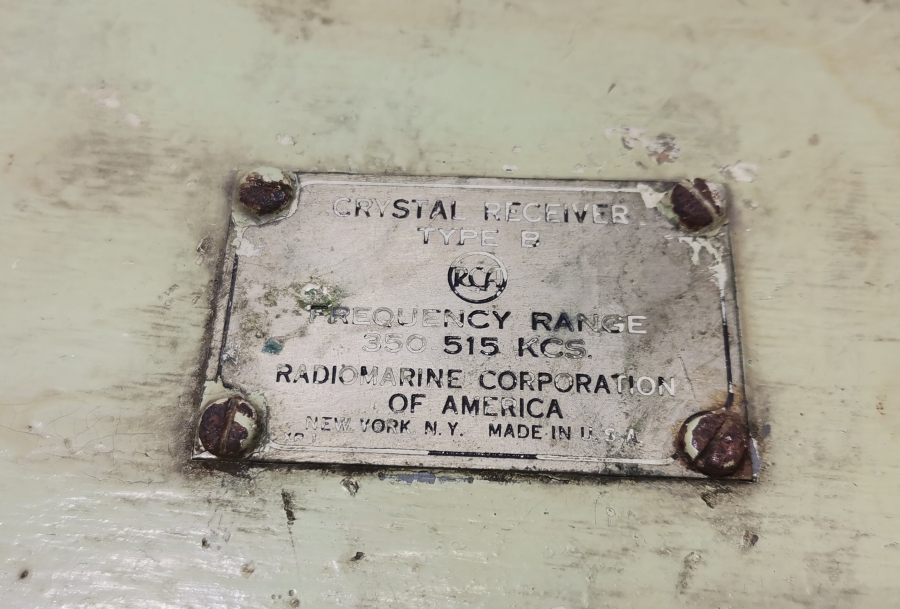 CRYSTAL RECEIVER
TYPE B
RCA
FREQUENCY RANGE
350 515 KCS.
RADIOMARINE CORPORATION
OF AMERICA
NEW YORK N.Y. MADE IN U.S.A.